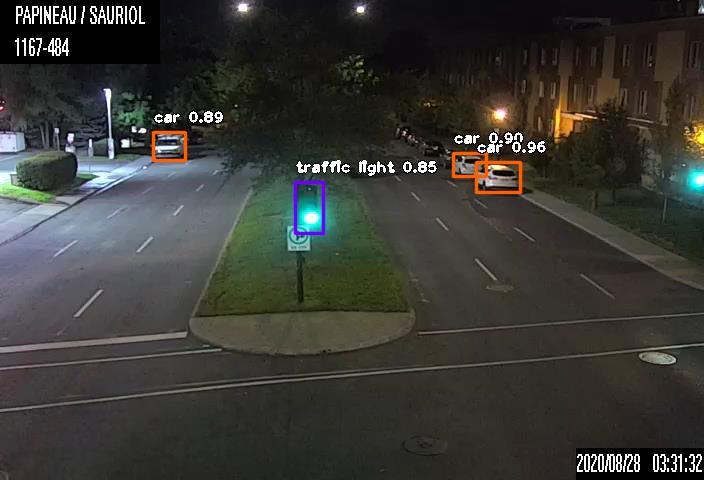 PAPINEAU / SAURIOL
1167-484
car 0.89
car 0.90
car 0.96
traffic light 0.85
P
2020/08/28 03:31:32